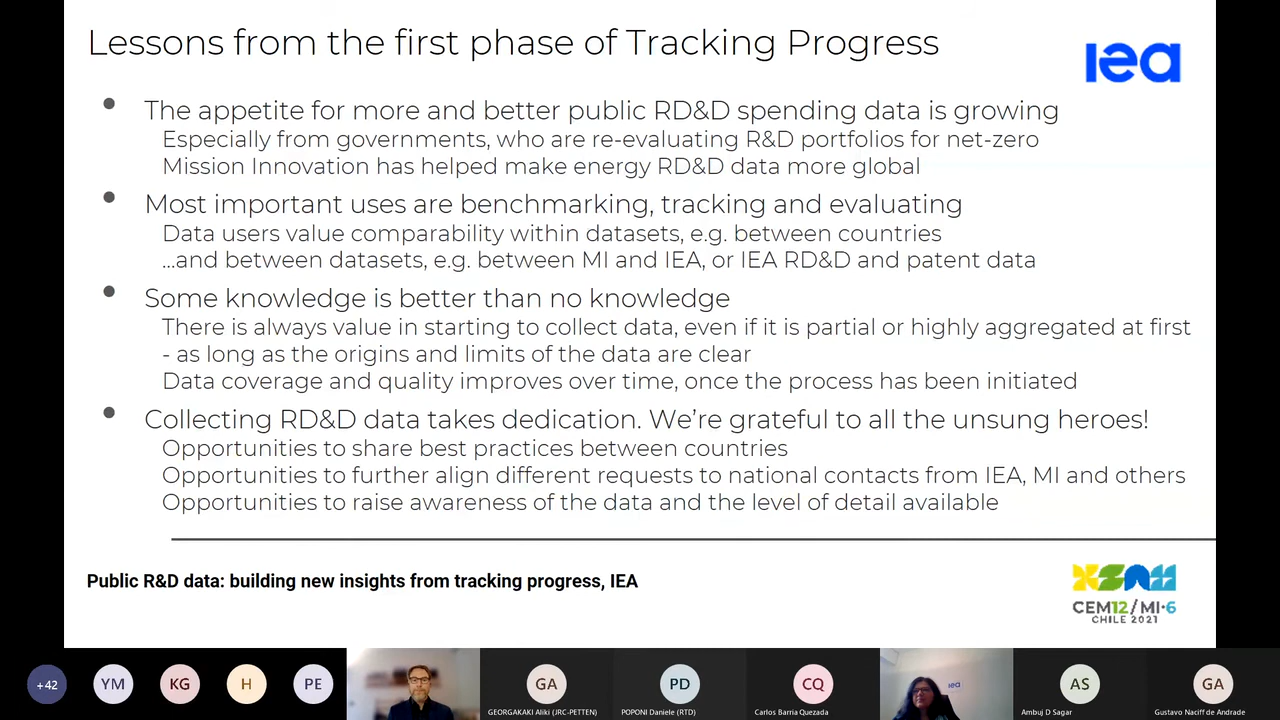 Lessons from the first phase of Tracking Progress
iea
The appetite for more and better public RD&D spending data is growing
Especially from governments, who are re-evaluating R&D portfolios for net-zero
Mission Innovation has helped make energy RD&D data more global
Most important uses are benchmarking, tracking and evaluating
Data users value comparability within datasets, e.g. between countries
...and between datasets, e.g. between MI and IEA, or IEA RD&D and patent data
Some knowledge is better than no knowledge
There is always value in starting to collect data, even if it is partial or highly aggregated at first
- as long as the origins and limits of the data are clear
Data coverage and quality improves over time, once the process has been initiated
Collecting RD&D data takes dedication. We're grateful to all the unsung heroes!
Opportunities to share best practices between countries
Opportunities to further align different requests to national contacts from IEA, MI and others
Opportunities to raise awareness of the data and the level of detail available
Public R&D data: building new insights from tracking progress, IEA
CEM12/MI·6
CHILE 2021
+42
YM
KG
H
PE
GA
GEORGAKAKI Aliki (JRC-PETTEN)
PD
POPONI Daniele (RTD)
CQ
Carlos Barria Quezada
iea
AS
Ambuj D Sagar
GA
Gustavo Naciff de Andrade